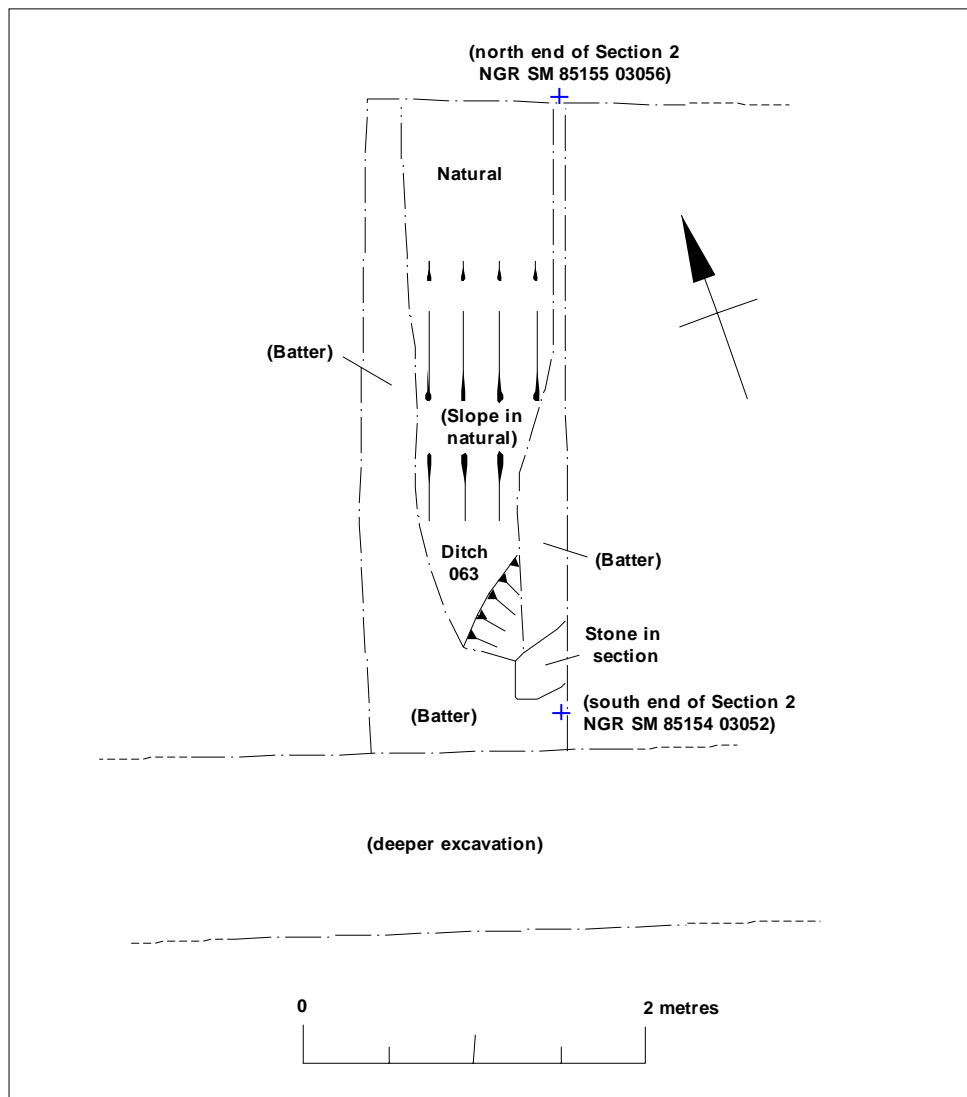 (north end of Section 2
NGR SM 85155 03056)
Natural
(Batter)
(Slope in
natural)
Ditch
063
(Batter)
Stone in
section
(Batter)
(south end of Section 2
NGR SM 85154 03052)
(deeper excavation)
0
2 metres